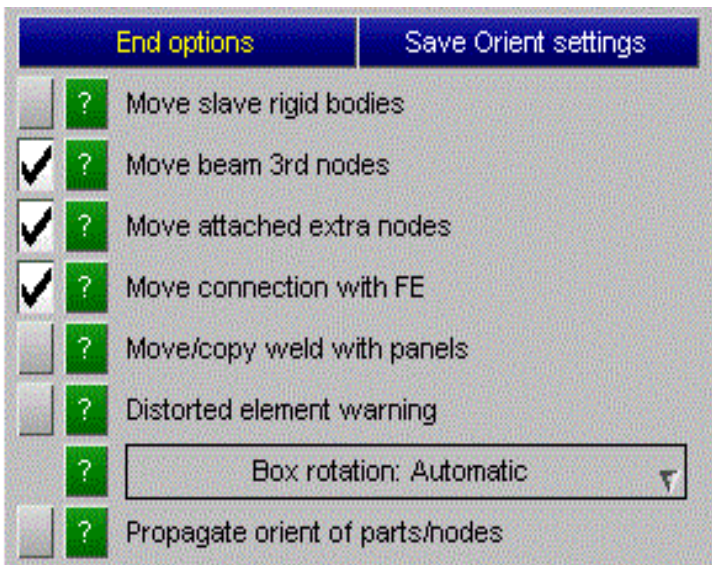 End options Save Orient settings
? Move slave rigid bodies
? Move beam 3rd nodes
? Move attached extra nodes
? Move connection with FE
? Move/copy weld with panels
? Distorted element warning
? Box rotation: Automatic
? Propagate orient of parts/nodes